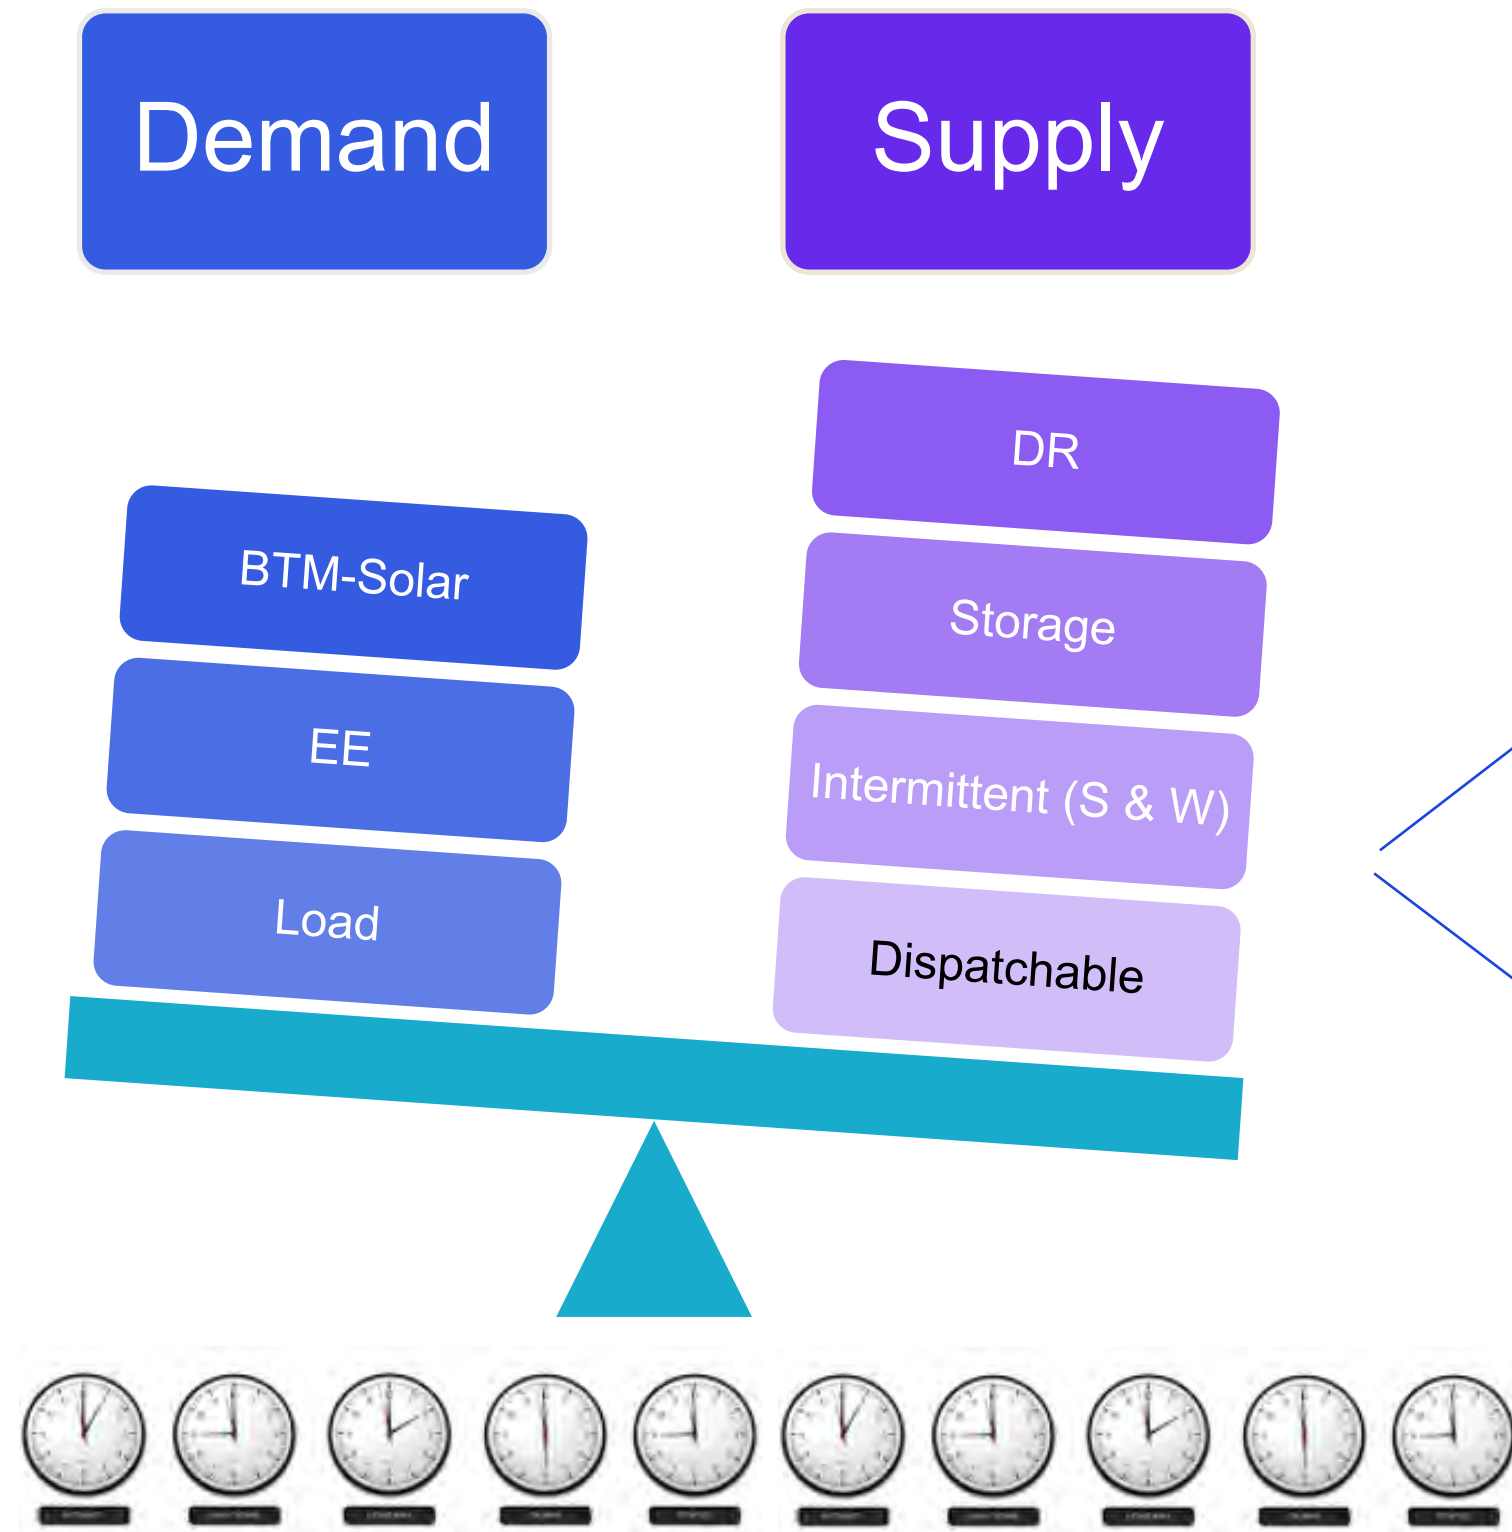 Demand
Supply
BTM-Solar
EE
Load
DR
Storage
Intermittent (S & W)
Dispatchable